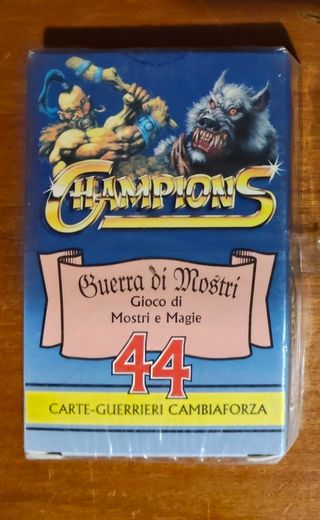 CHAMPIONS
Guerra di Mostri
Gioco di
Mostri e Magie
44
CARTE-GUERRIERI CAMBIAFORZA